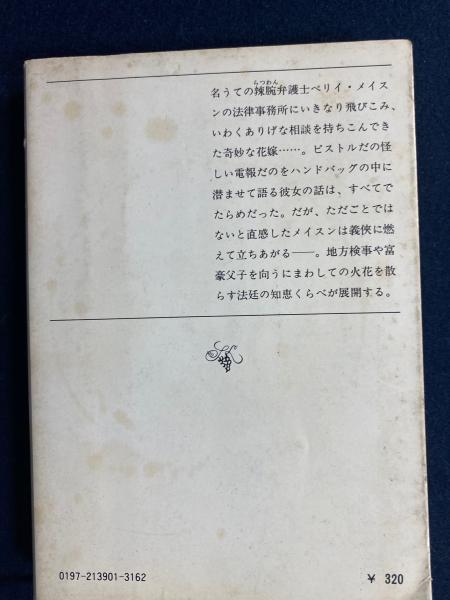 名うての辣腕弁護士ペリイ・メイス
らつわん
ンの法律事務所にいきなり飛びこみ、
いわくありげな相談を持ちこんでき
た奇妙な花嫁……。ピストルだの怪
しい電報だのをハンドバッグの中に
潜ませて語る彼女の話は、すべてで
たらめだった。だが、ただごとでは
ないと直感したメイスンは義侠に燃
えて立ちあがる──。地方検事や富
豪父子を向うにまわしての火花を散
らす法廷の知恵くらべが展開する。
0197-213901-3162
¥ 320